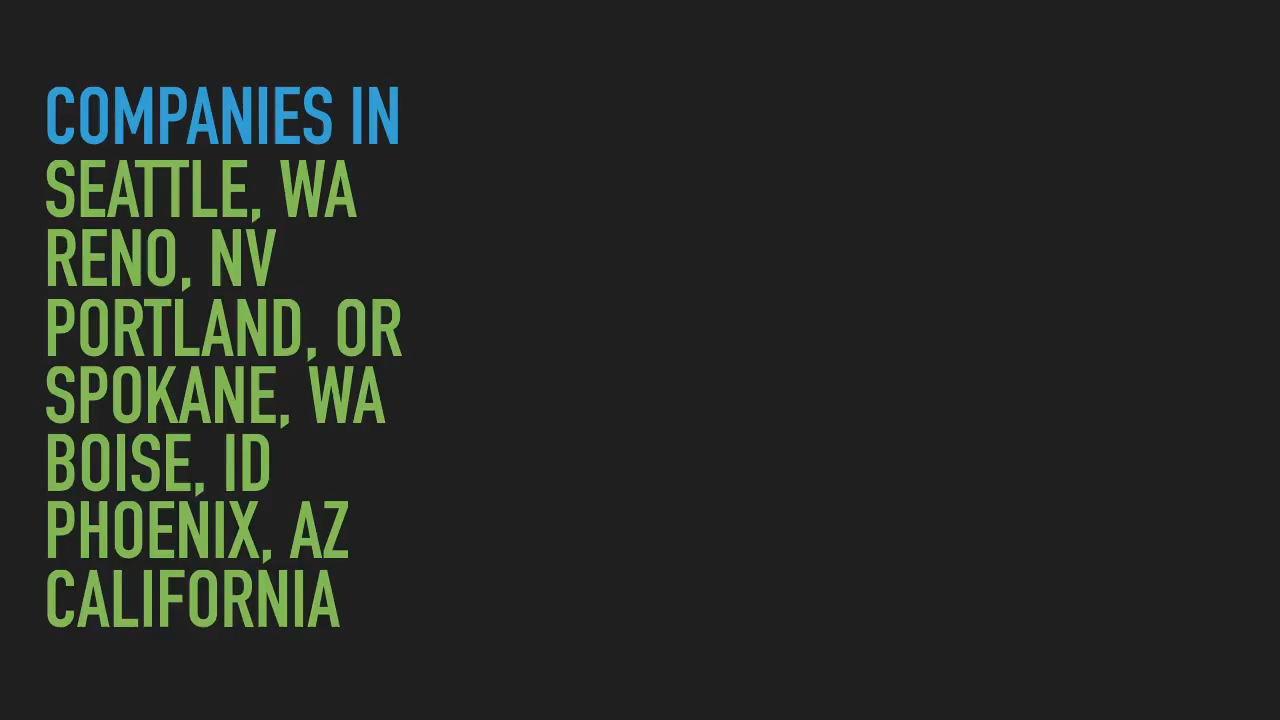 COMPANIES IN
SEATTLE, WA
RENO, NV
PORTLAND, OR
SPOKANE, WA
BOISE, ID
PHOENIX, AZ
CALIFORNIA